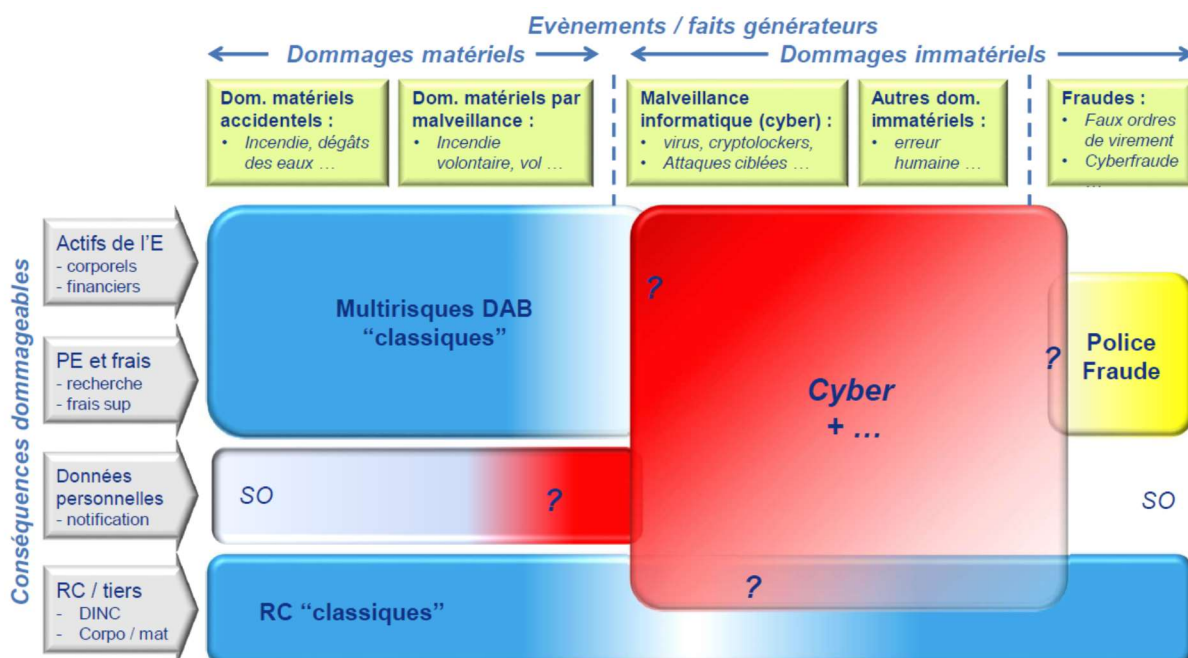 Evènements / faits générateurs
Dommages matériels
Dommages immatériels
Dom. matériels
accidentels :
• Incendie, dégâts
des eaux …
Dom. matériels par
malveillance :
• Incendie
volontaire, vol …
Malveillance
informatique (cyber) :
• virus, cryptolockers,
• Attaques ciblées …
Autres dom.
immatériels :
• erreur
humaine …
Fraudes :
• Faux ordres
de virement
• Cyberfraude
…
Conséquences dommageables
Actifs de l’E
- corporels
- financiers
Multirisques DAB
“classiques”
?
PE et frais
- recherche
- frais sup
Cyber
+ …
?
Police
Fraude
Données
personnelles
- notification
SO
?
SO
RC / tiers
- DINC
- Corpo / mat
RC “classiques”
?